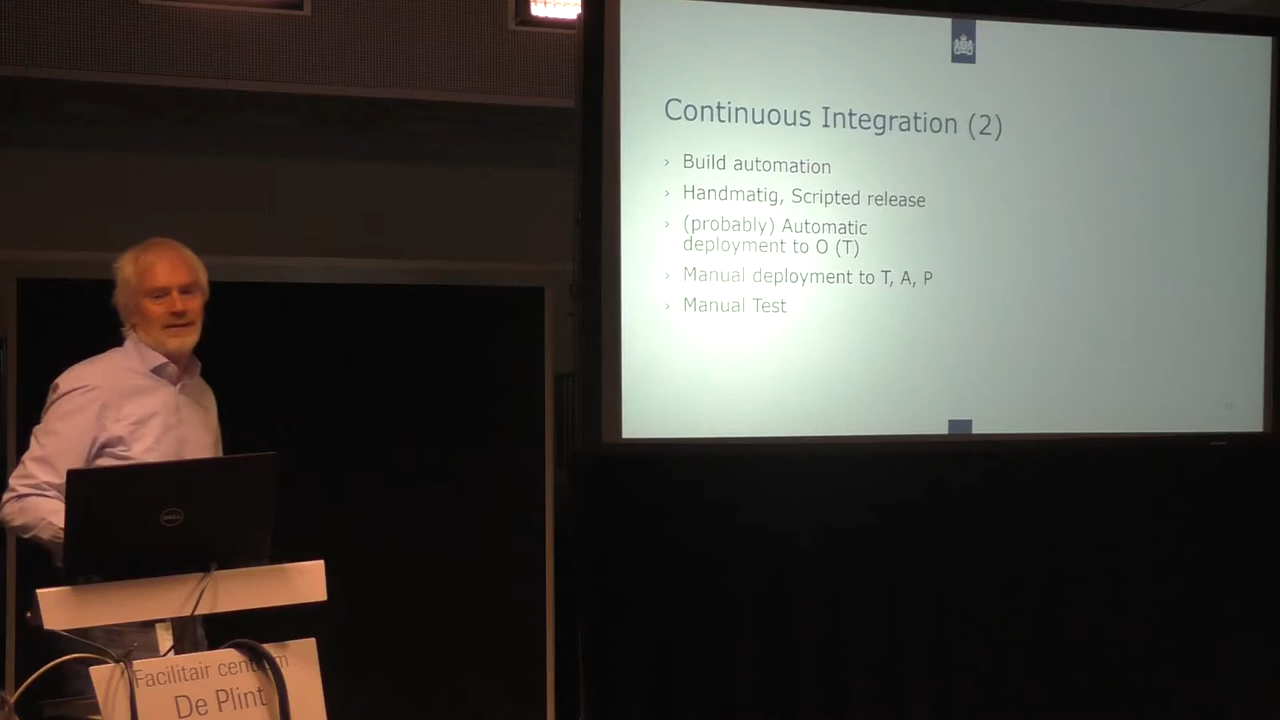 Continuous Integration (2)
› Build automation
› Handmatig, Scripted release
› (probably) Automatic
deployment to O (T)
› Manual deployment to T, A, P
› Manual Test
DELL
Facilitair centrum
De Plint